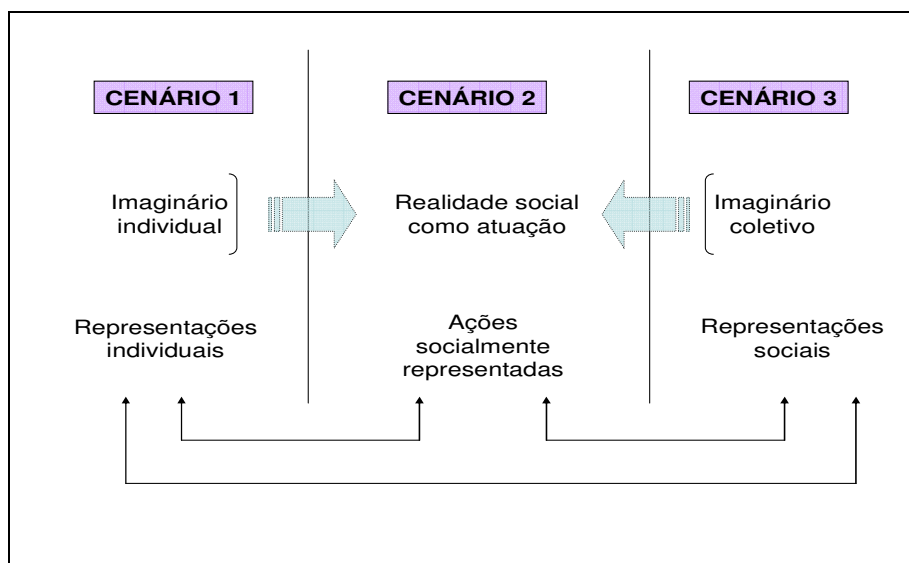 CENÁRIO 1
CENÁRIO 2
CENÁRIO 3
Imaginário
individual
Realidade social
como atuação
Imaginário
coletivo
Representações
individuais
Ações
socialmente
representadas
Representações
sociais